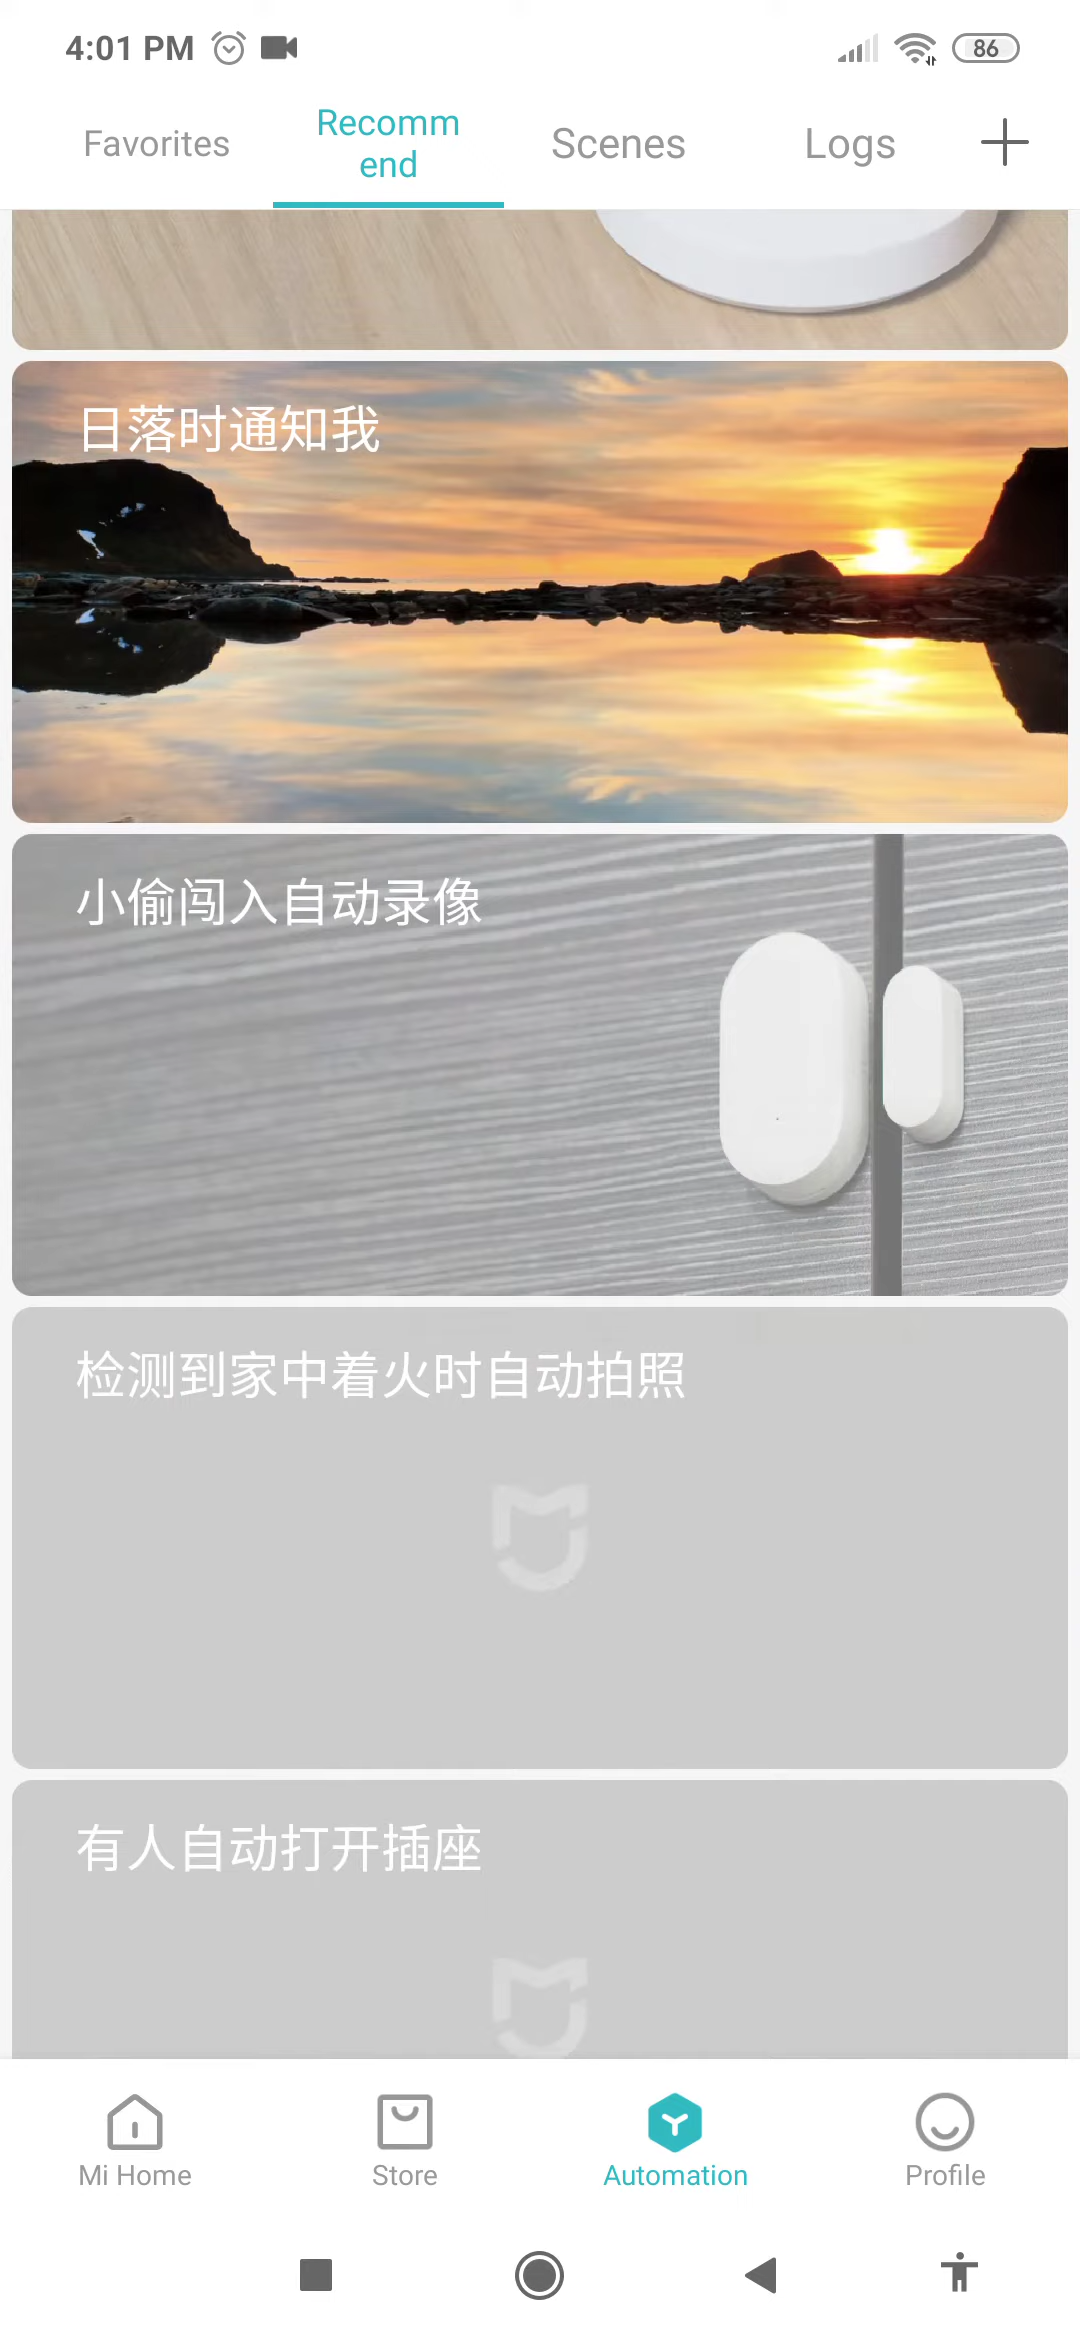 4:01 PM
86
Favorites
Recomm
end
Scenes
Logs
日落时通知我
小偷闯入自动录像
检测到家中着火时自动拍照
有人自动打开插座
Mi Home
Store
Automation
Profile